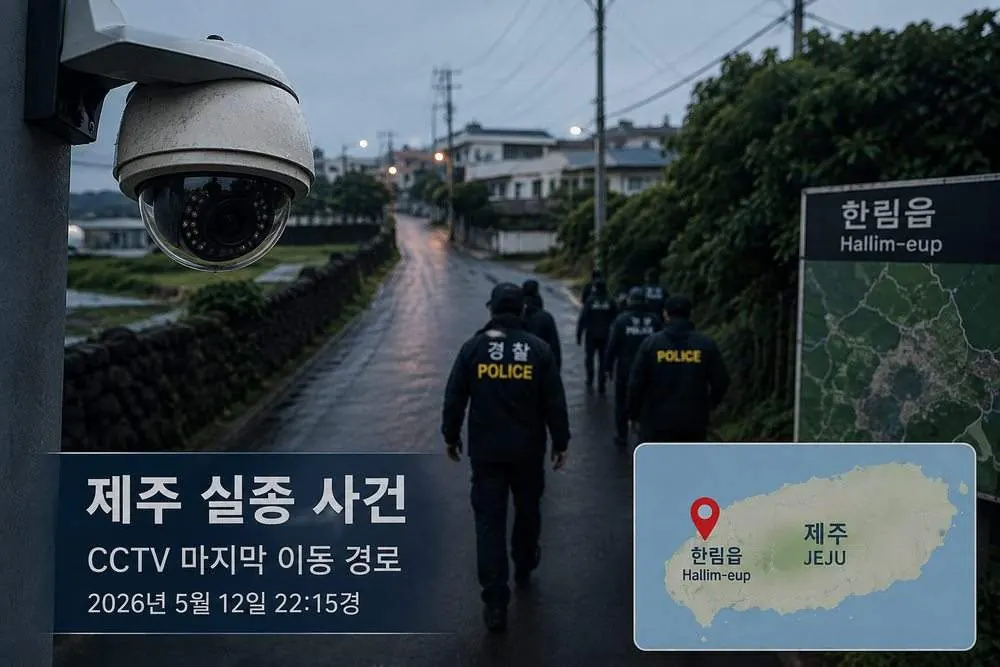 한림읍
Hallim-eup
경찰
POLICE
POLICE
제주 실종 사건
CCTV 마지막 이동 경로
2026년 5월 12일 22:15경
제주
JEJU
한림읍
Hallim-eup